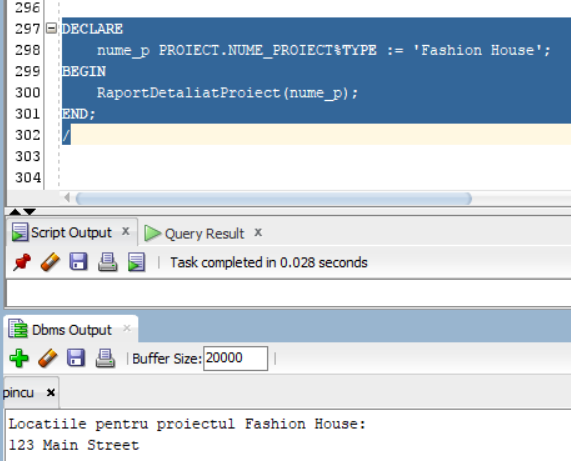 296
297 DECLARE
298 nume_p PROIECT.NUME_PROIECT%TYPE := 'Fashion House';
299 BEGIN
300 RaportDetaliatProiect(nume_p);
301 END;
302 /
303
304
Script Output x Query Result x
Task completed in 0.028 seconds
Dbms Output x
Buffer Size: 20000
pincu x
Locatiile pentru proiectul Fashion House:
123 Main Street